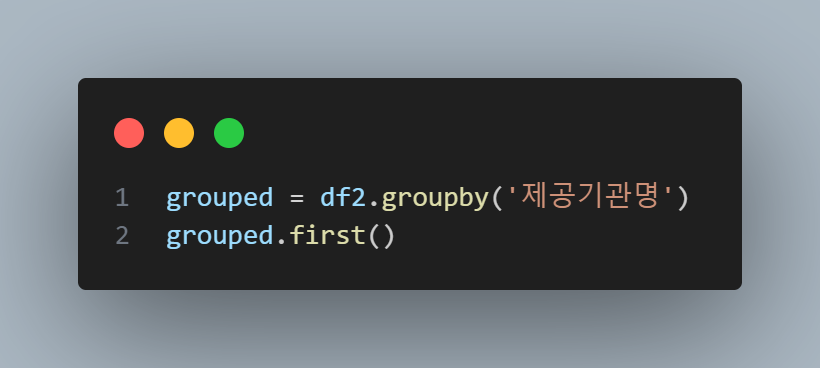 1 grouped = df2.groupby('제공기관명')
2 grouped.first()